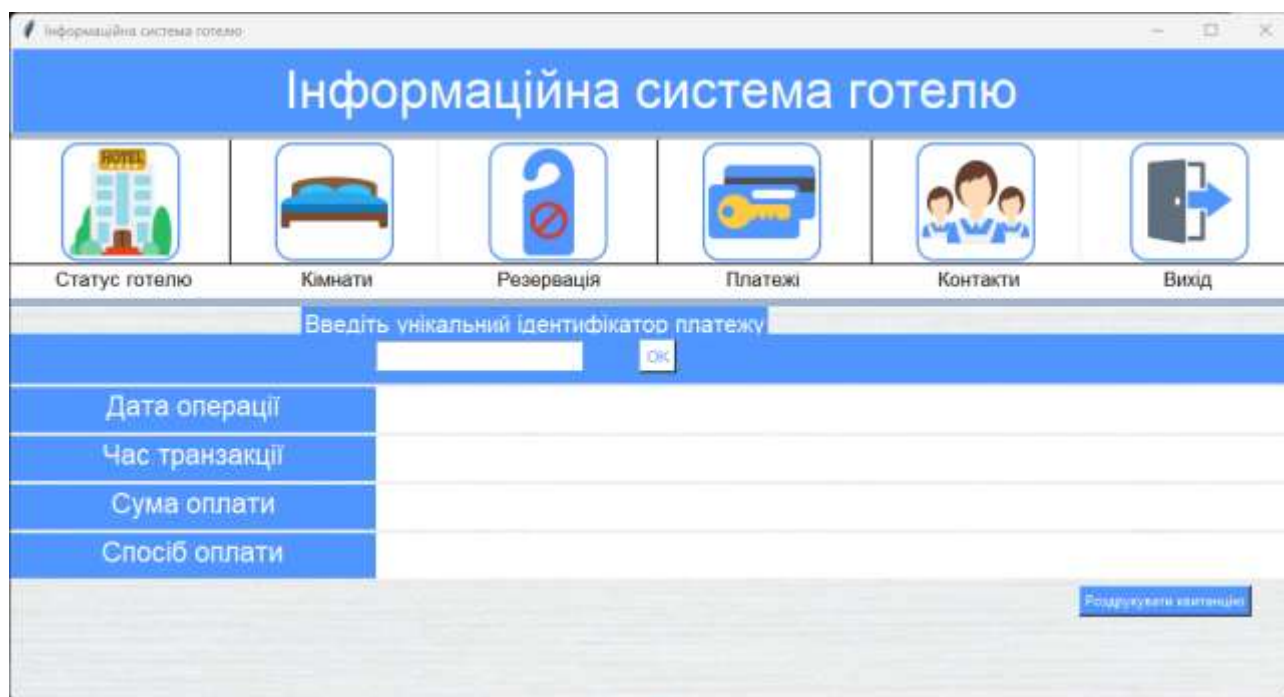 Інформаційна система готелю
Інформаційна система готелю
HOTEL
Статус готелю Кімнати Резервація Платежі Контакти Вихід
Введіть унікальний ідентифікатор платежу
OK
Дата операції
Час транзакції
Сума оплати
Спосіб оплати
Роздрукувати квитанцію